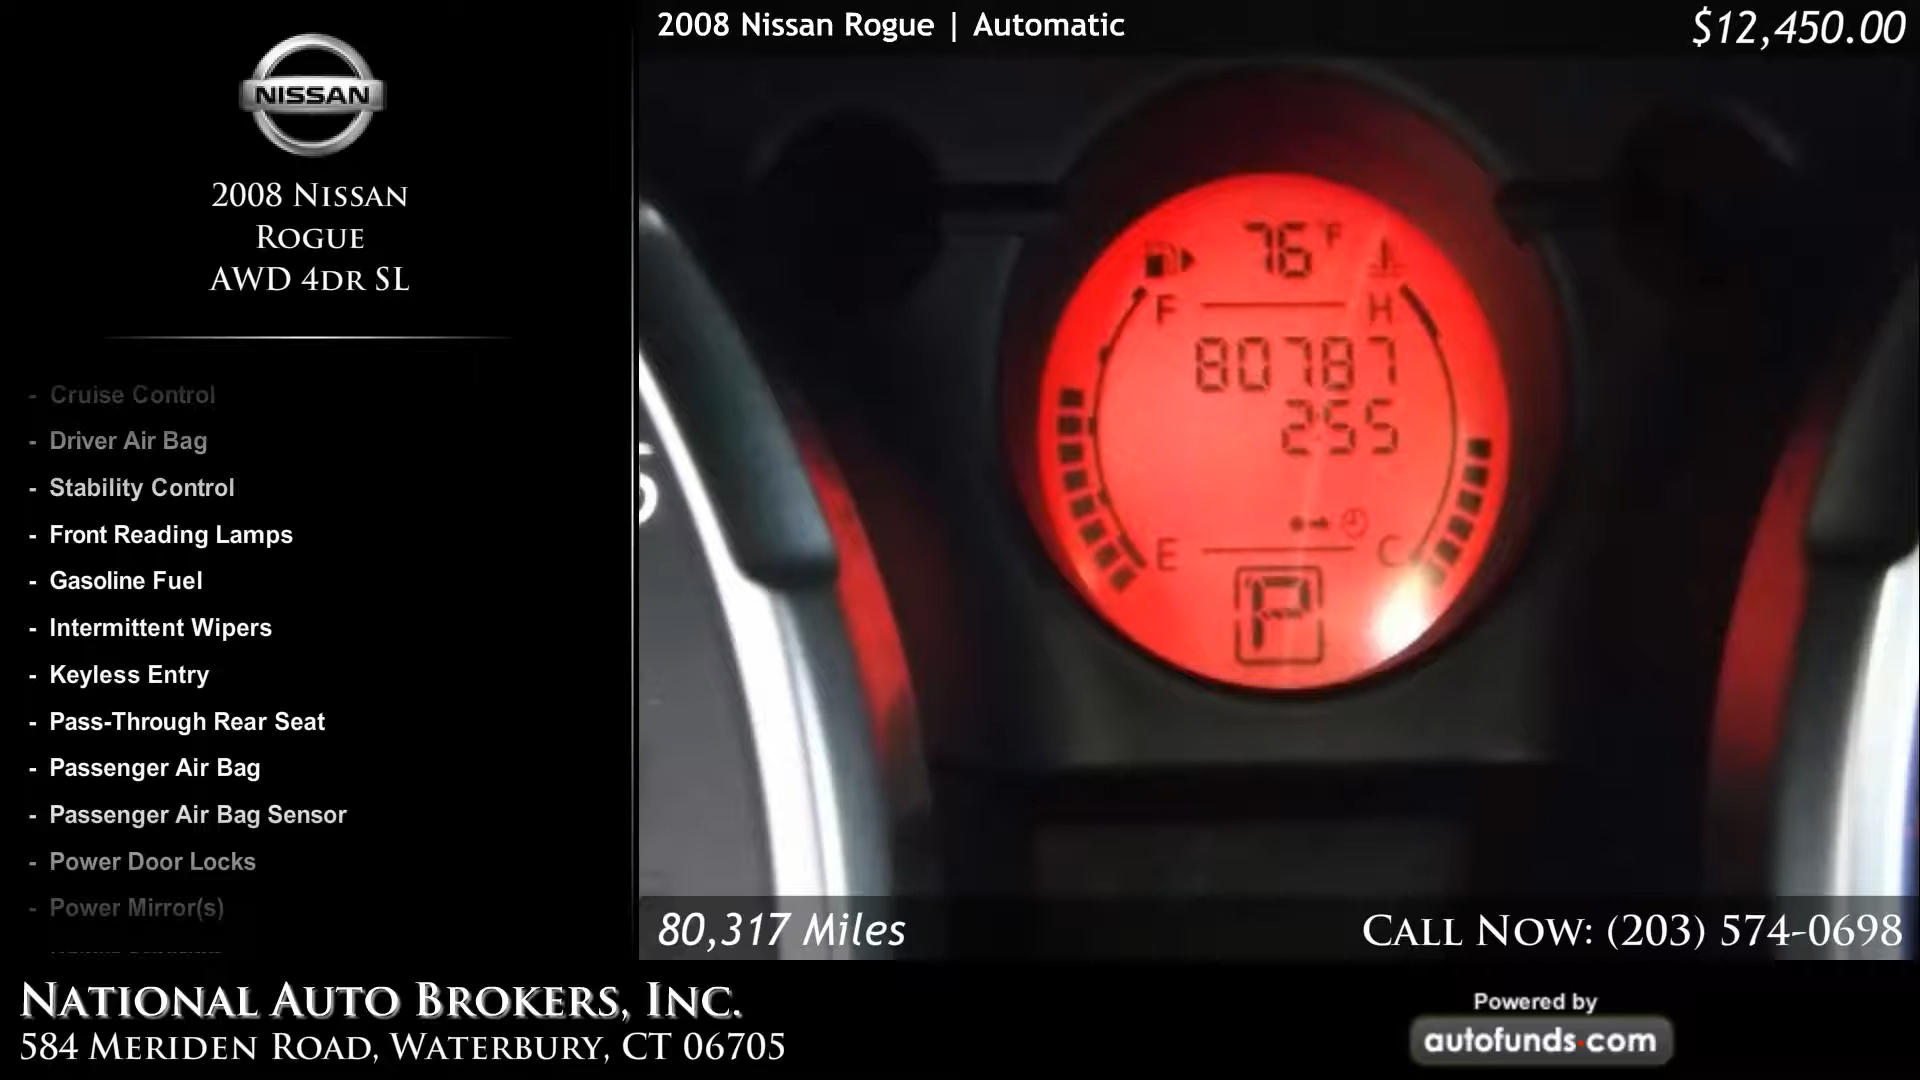 NISSAN
2008 Nissan
Rogue
AWD 4dr SL
- Cruise Control
- Driver Air Bag
- Stability Control
- Front Reading Lamps
- Gasoline Fuel
- Intermittent Wipers
- Keyless Entry
- Pass-Through Rear Seat
- Passenger Air Bag
- Passenger Air Bag Sensor
- Power Door Locks
- Power Mirror(s)
2008 Nissan Rogue | Automatic
$12,450.00
76°F
F H
80787
2:55
E C
P
80,317 Miles
Call Now: (203) 574-0698
National Auto Brokers, Inc.
584 Meriden Road, Waterbury, CT 06705
Powered by
autofunds.com